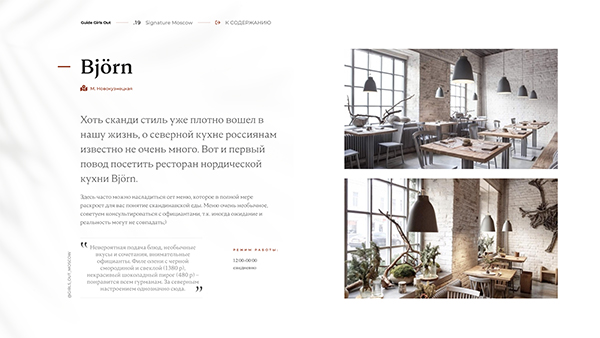 Guide Girls Out
.19 Signature Moscow
К СОДЕРЖАНИЮ
Björn
М. Новокузнецкая
Хоть сканди стиль уже плотно вошел в
нашу жизнь, о северной кухне россиянам
известно не очень много. Вот и первый
повод посетить ресторан нордической
кухни Björn.
Здесь часто можно насладиться сет меню, которое в полной мере
раскроет для вас понятие скандинавской еды. Меню очень необычное,
советуем консультироваться с официантами, т.к. иногда ожидание и
реальность могут не совпадать:)
“ Невероятная подача блюд, необычные
вкусы и сочетания, внимательные
официанты. Филе оленя с черной
смородиной и свеклой (1380 р),
некрасивый шоколадный пирог (480 р) –
понравится всем гурманам. За северным
настроением однозначно сюда. ”
РЕЖИМ РАБОТЫ:
12:00-00:00
ежедневно
@GIRLS_OUT_MOSCOW